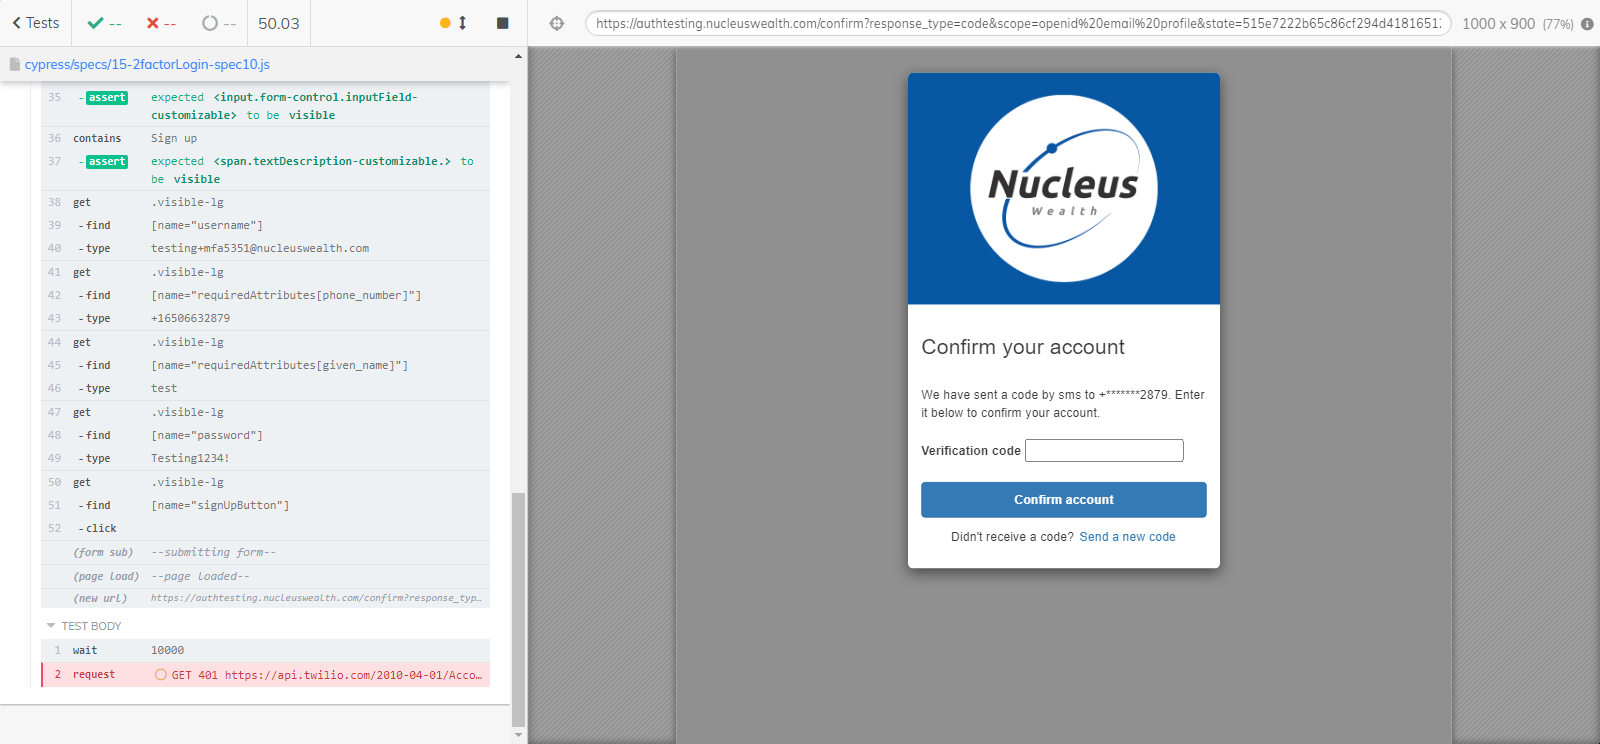 Tests
--
--
--
50.03
https://authtesting.nucleuswealth.com/confirm?response_type=code&scope=openid%20email%20profile&state=515e7222b65c86cf294d4181651
1000 x 900 (77%)
cypress/specs/15-2factorLogin-spec10.js
35 - assert expected <input.form-control.inputField-
customizable> to be visible
36 contains Sign up
37 - assert expected <span.textDescription-customizable.> to
be visible
38 get .visible-lg
39 - find [name="username"]
40 - type testing+mfa5351@nucleuswealth.com
41 get .visible-lg
42 - find [name="requiredAttributes[phone_number]"]
43 - type +16506632879
44 get .visible-lg
45 - find [name="requiredAttributes[given_name]"]
46 - type test
47 get .visible-lg
48 - find [name="password"]
49 - type Testing1234!
50 get .visible-lg
51 - find [name="signUpButton"]
52 - click
(form sub) --submitting form--
(page load) --page loaded--
(new url) https://authtesting.nucleuswealth.com/confirm?response_typ…
TEST BODY
1 wait 10000
2 request GET 401 https://api.twilio.com/2010-04-01/Acco…
Nucleus
Wealth
Confirm your account
We have sent a code by sms to +*******2879. Enter
it below to confirm your account.
Verification code
Confirm account
Didn't receive a code? Send a new code